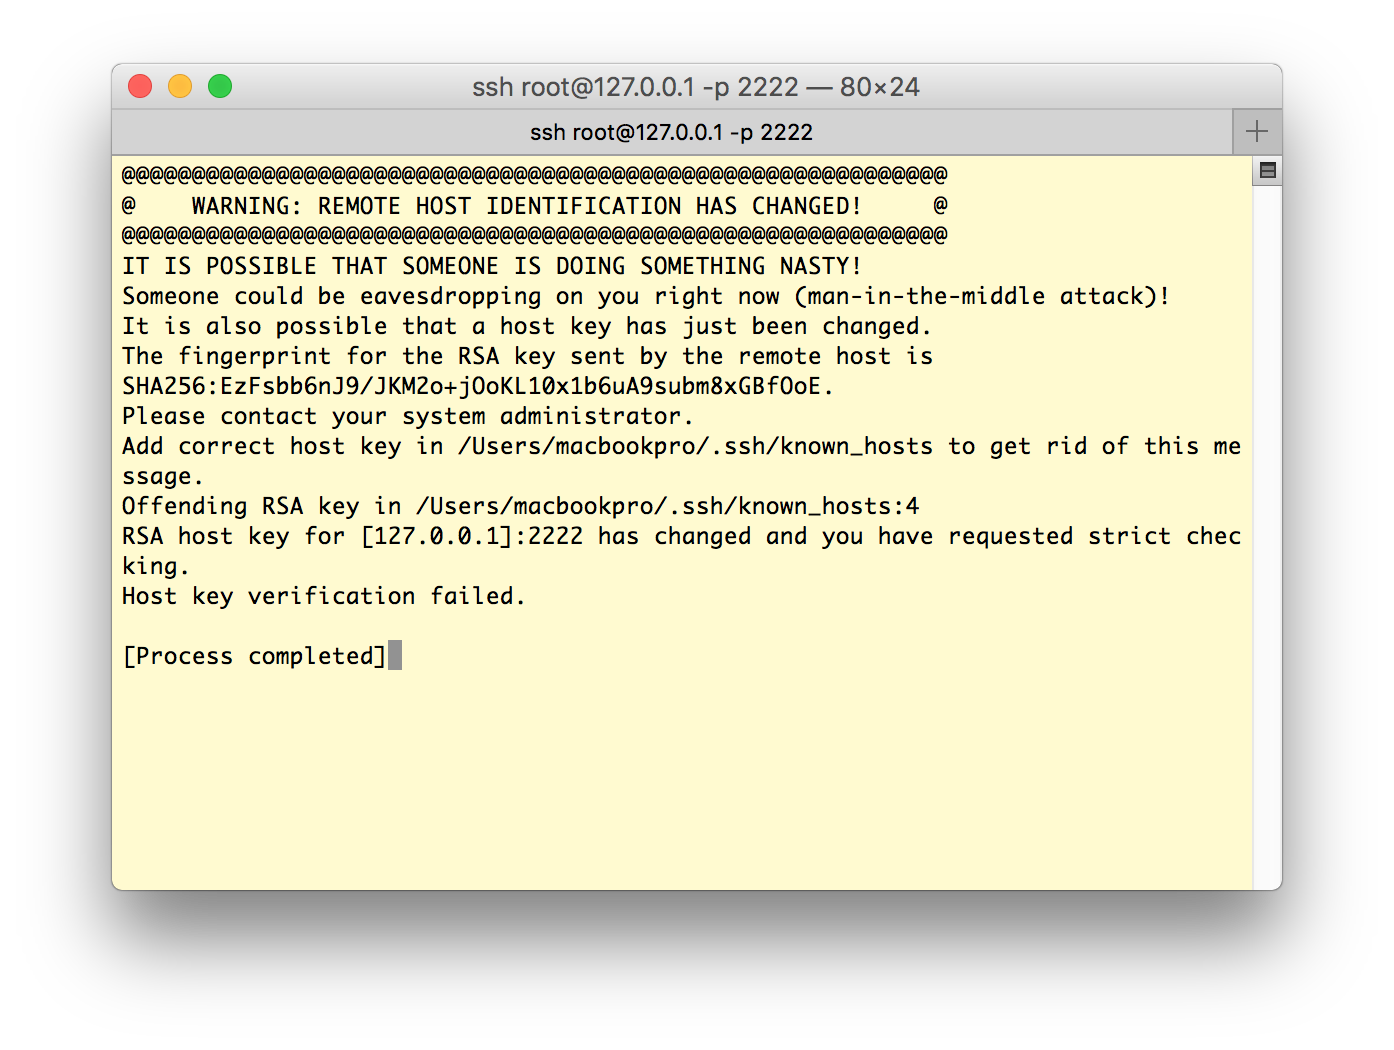 ssh root@127.0.0.1 -p 2222 — 80×24
ssh root@127.0.0.1 -p 2222
@@@@@@@@@@@@@@@@@@@@@@@@@@@@@@@@@@@@@@@@@@@@@@@@@@@@@@@@@@@
@    WARNING: REMOTE HOST IDENTIFICATION HAS CHANGED!     @
@@@@@@@@@@@@@@@@@@@@@@@@@@@@@@@@@@@@@@@@@@@@@@@@@@@@@@@@@@@
IT IS POSSIBLE THAT SOMEONE IS DOING SOMETHING NASTY!
Someone could be eavesdropping on you right now (man-in-the-middle attack)!
It is also possible that a host key has just been changed.
The fingerprint for the RSA key sent by the remote host is
SHA256:EzFsbb6nJ9/JKM2o+jOoKL10x1b6uA9subm8xGBfOoE.
Please contact your system administrator.
Add correct host key in /Users/macbookpro/.ssh/known_hosts to get rid of this me
ssage.
Offending RSA key in /Users/macbookpro/.ssh/known_hosts:4
RSA host key for [127.0.0.1]:2222 has changed and you have requested strict chec
king.
Host key verification failed.
[Process completed]